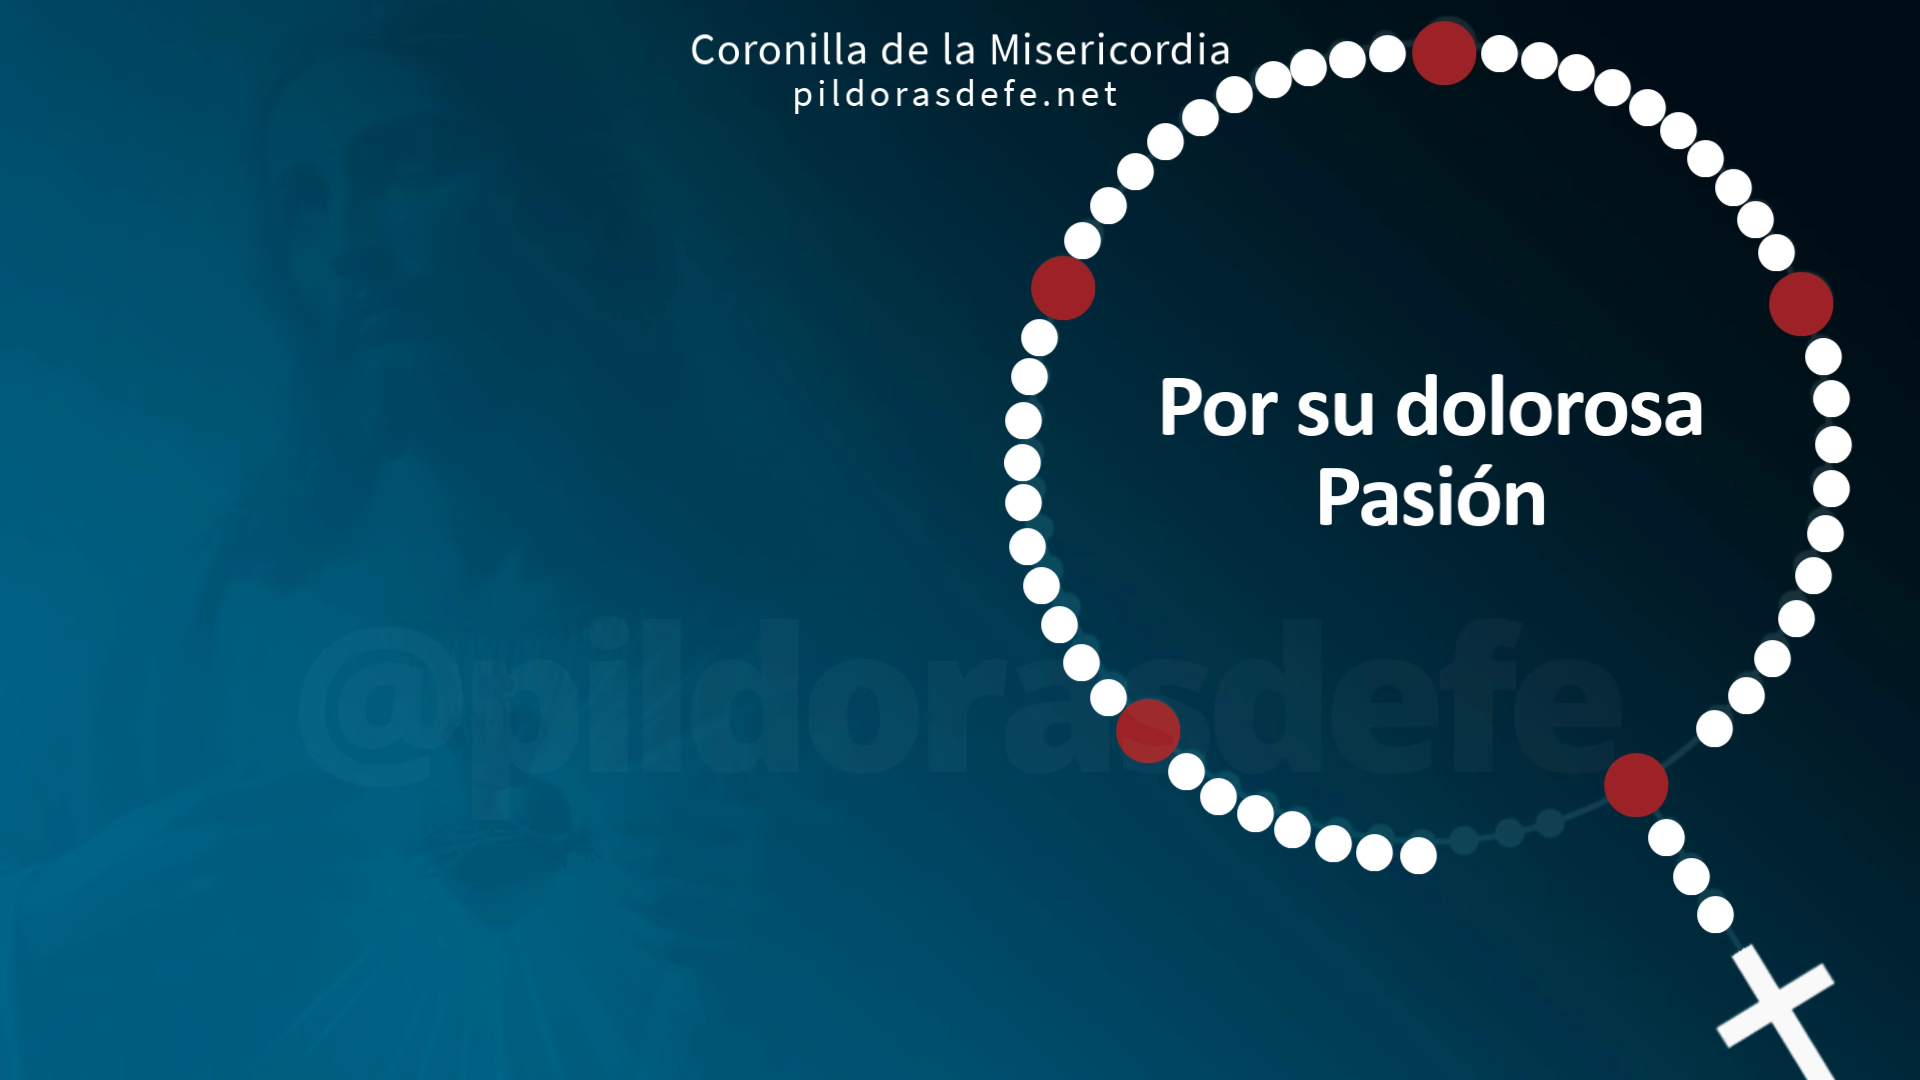 Coronilla de la Misericordia
pildorasdefe.net
Por su dolorosa
Pasión
@pildorasdefe